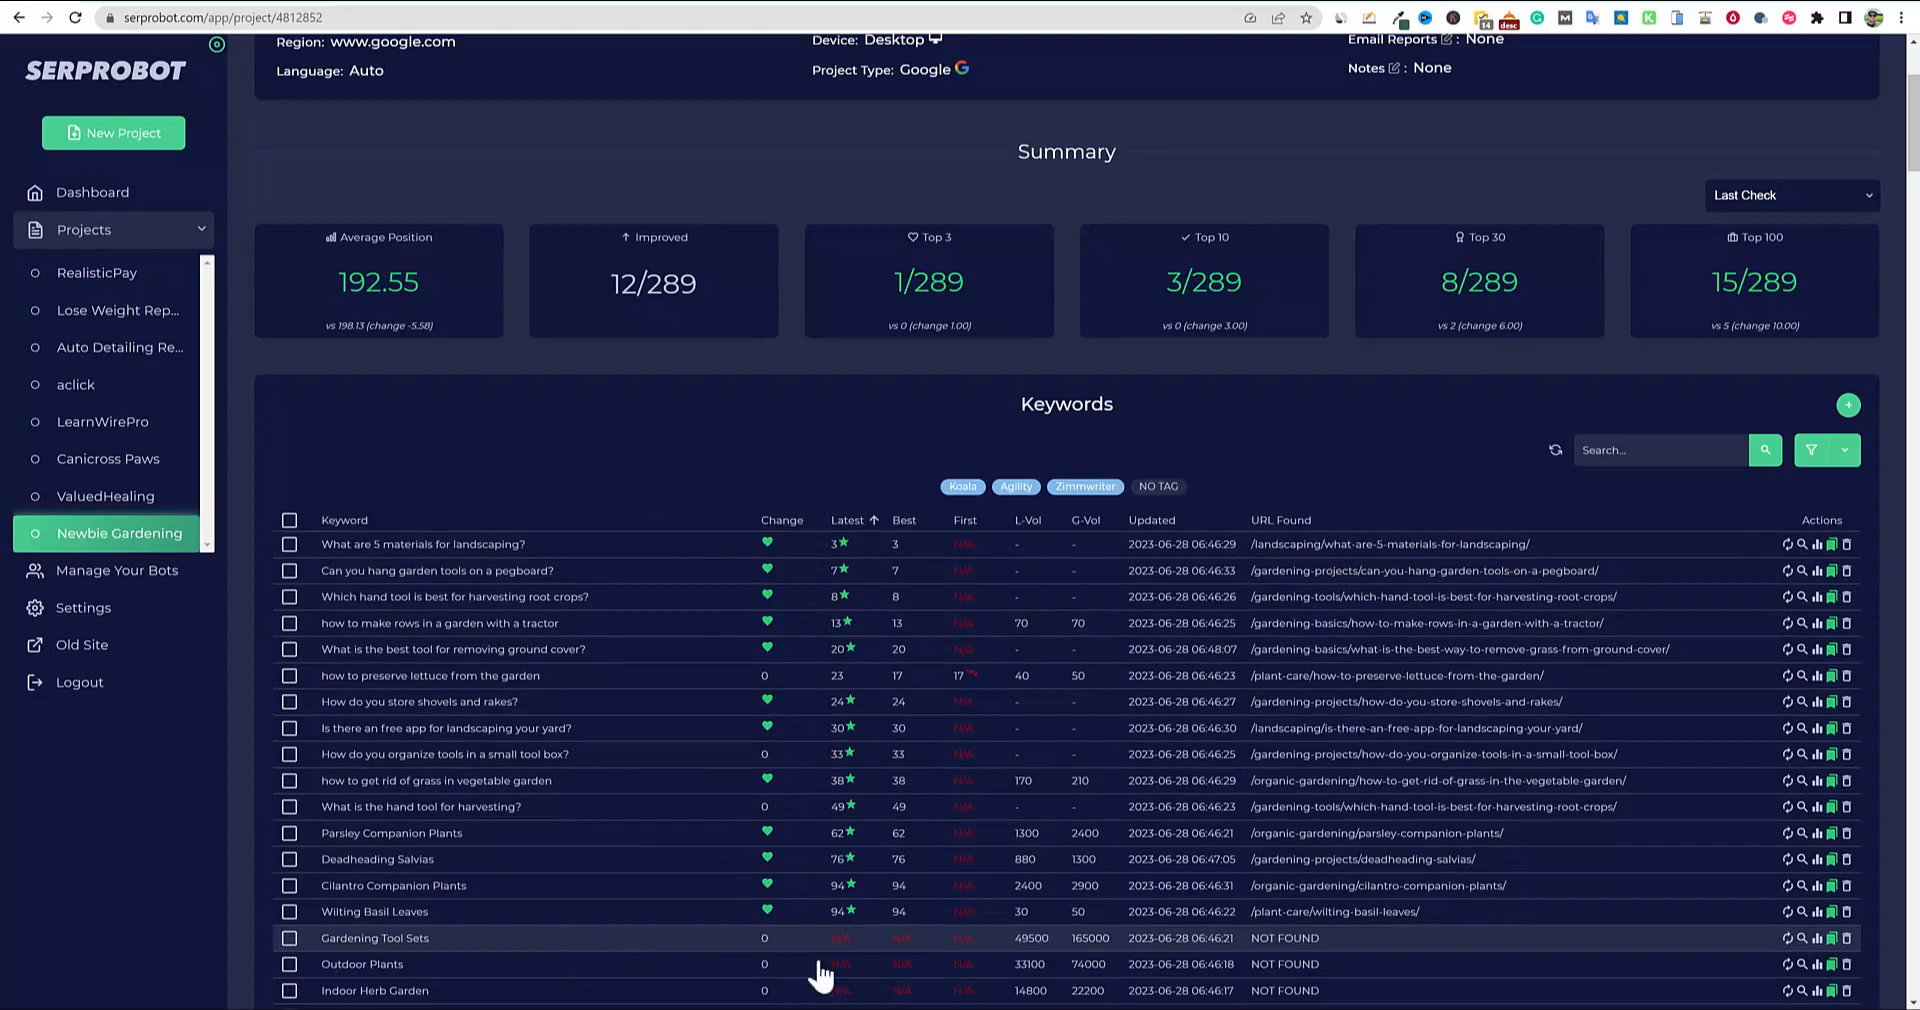 serprobot.com/app/project/4812852
14
desc
Region: www.google.com
Device: Desktop
Email Reports : None
Language: Auto
Project Type: Google
Notes : None
SERPROBOT
New Project
Dashboard
Projects
RealisticPay
Lose Weight Rep...
Auto Detailing Re...
aclick
LearnWirePro
Canicross Paws
ValuedHealing
Newbie Gardening
Manage Your Bots
Settings
Old Site
Logout
Summary
Last Check
Average Position
192.55
vs 198.13 (change -5.58)
Improved
12/289
Top 3
1/289
vs 0 (change 1.00)
Top 10
3/289
vs 0 (change 3.00)
Top 30
8/289
vs 2 (change 6.00)
Top 100
15/289
vs 5 (change 10.00)
Keywords
Search...
Koala Agility Zimmwriter NO TAG
Keyword Change Latest Best First L-Vol G-Vol Updated URL Found Actions
What are 5 materials for landscaping? 3 3 N/A - - 2023-06-28 06:46:29 /landscaping/what-are-5-materials-for-landscaping/
Can you hang garden tools on a pegboard? 7 7 N/A - - 2023-06-28 06:46:33 /gardening-projects/can-you-hang-garden-tools-on-a-pegboard/
Which hand tool is best for harvesting root crops? 8 8 N/A - - 2023-06-28 06:46:26 /gardening-tools/which-hand-tool-is-best-for-harvesting-root-crops/
how to make rows in a garden with a tractor 13 13 N/A 70 70 2023-06-28 06:46:25 /gardening-basics/how-to-make-rows-in-a-garden-with-a-tractor/
What is the best tool for removing ground cover? 20 20 N/A - - 2023-06-28 06:48:07 /gardening-basics/what-is-the-best-way-to-remove-grass-from-ground-cover/
how to preserve lettuce from the garden 0 23 17 17 40 50 2023-06-28 06:46:23 /plant-care/how-to-preserve-lettuce-from-the-garden/
How do you store shovels and rakes? 24 24 N/A - - 2023-06-28 06:46:27 /gardening-projects/how-do-you-store-shovels-and-rakes/
Is there an free app for landscaping your yard? 30 30 N/A - - 2023-06-28 06:46:30 /landscaping/is-there-an-free-app-for-landscaping-your-yard/
How do you organize tools in a small tool box? 0 33 33 N/A - - 2023-06-28 06:46:25 /gardening-projects/how-do-you-organize-tools-in-a-small-tool-box/
how to get rid of grass in vegetable garden 38 38 N/A 170 210 2023-06-28 06:46:29 /organic-gardening/how-to-get-rid-of-grass-in-the-vegetable-garden/
What is the hand tool for harvesting? 0 49 49 N/A - - 2023-06-28 06:46:23 /gardening-tools/which-hand-tool-is-best-for-harvesting-root-crops/
Parsley Companion Plants 62 62 N/A 1300 2400 2023-06-28 06:46:21 /organic-gardening/parsley-companion-plants/
Deadheading Salvias 76 76 N/A 880 1300 2023-06-28 06:47:05 /gardening-projects/deadheading-salvias/
Cilantro Companion Plants 94 94 N/A 2400 2900 2023-06-28 06:46:31 /organic-gardening/cilantro-companion-plants/
Wilting Basil Leaves 94 94 N/A 30 50 2023-06-28 06:46:22 /plant-care/wilting-basil-leaves/
Gardening Tool Sets 0 N/A N/A N/A 49500 165000 2023-06-28 06:46:21 NOT FOUND
Outdoor Plants 0 N/A N/A N/A 33100 74000 2023-06-28 06:46:18 NOT FOUND
Indoor Herb Garden 0 N/A N/A N/A 14800 22200 2023-06-28 06:46:17 NOT FOUND